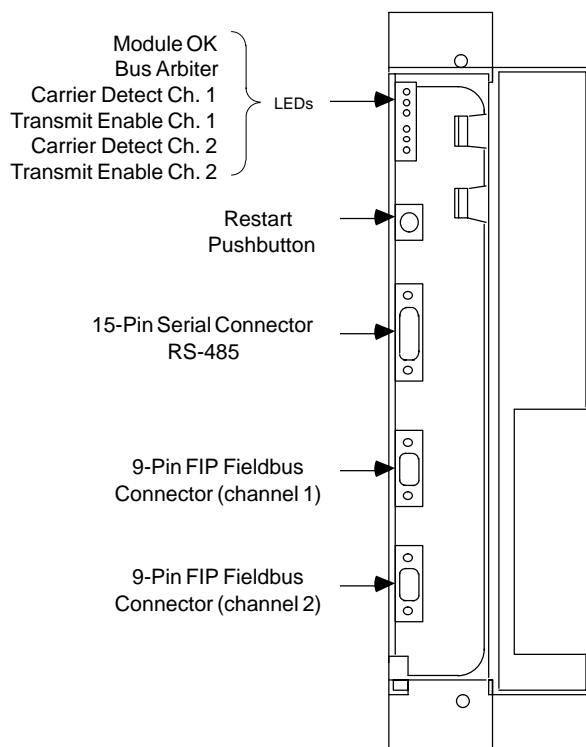 Module OK
Bus Arbiter
Carrier Detect Ch. 1
Transmit Enable Ch. 1
Carrier Detect Ch. 2
Transmit Enable Ch. 2
LEDs
Restart
Pushbutton
15-Pin Serial Connector
RS-485
9-Pin FIP Fieldbus
Connector (channel 1)
9-Pin FIP Fieldbus
Connector (channel 2)